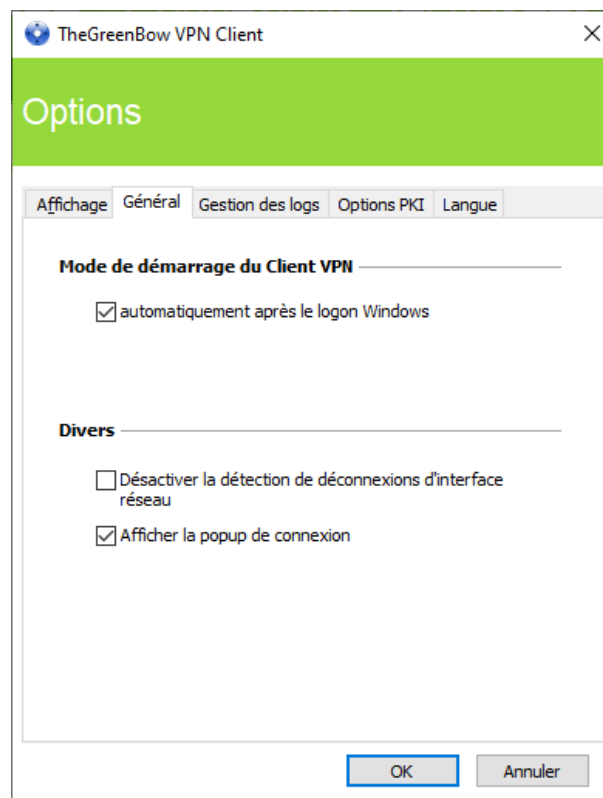 TheGreenBow VPN Client
Options
Affichage Général Gestion des logs Options PKI Langue
Mode de démarrage du Client VPN
automatiquement après le logon Windows
Divers
Désactiver la détection de déconnexions d'interface
réseau
Afficher la popup de connexion
OK Annuler